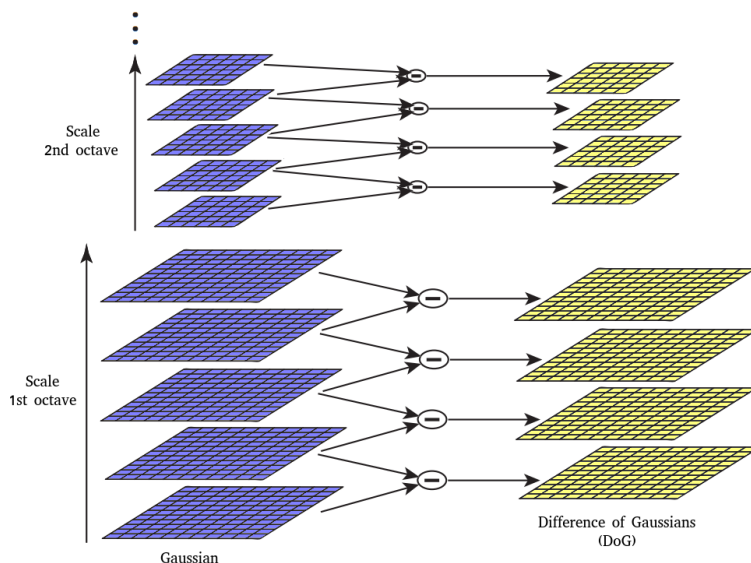 Scale
2nd octave
Scale
1st octave
Gaussian
Difference of Gaussians
(DoG)